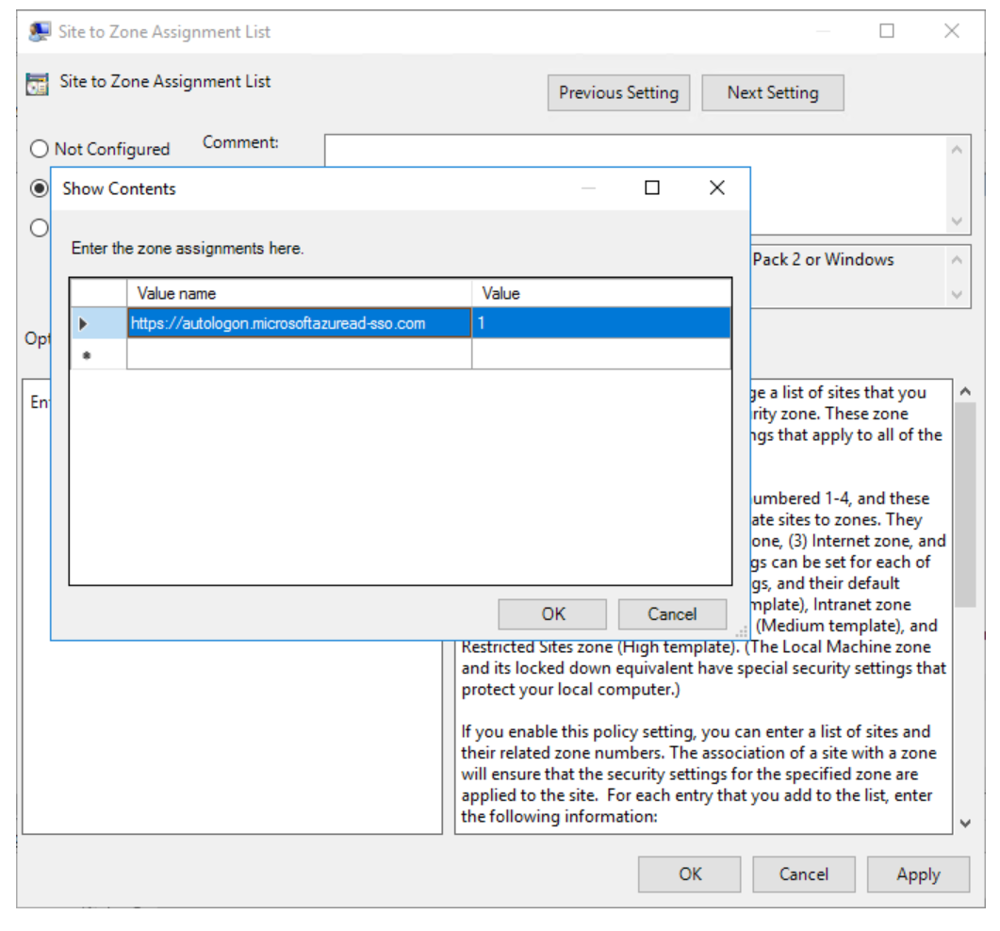 Site to Zone Assignment List
Site to Zone Assignment List
Previous Setting
Next Setting
Not Configured
Comment:
Show Contents
Enter the zone assignments here.
Value name
Value
https://autologon.microsoftazuread-sso.com
1
OK
Cancel
Pack 2 or Windows
Opt
En
ge a list of sites that you
rity zone. These zone
ngs that apply to all of the
umbered 1-4, and these
ate sites to zones. They
one, (3) Internet zone, and
gs can be set for each of
gs, and their default
mplate), Intranet zone
(Medium template), and
Restricted Sites zone (High template). (The Local Machine zone
and its locked down equivalent have special security settings that
protect your local computer.)
If you enable this policy setting, you can enter a list of sites and
their related zone numbers. The association of a site with a zone
will ensure that the security settings for the specified zone are
applied to the site.  For each entry that you add to the list, enter
the following information:
OK
Cancel
Apply